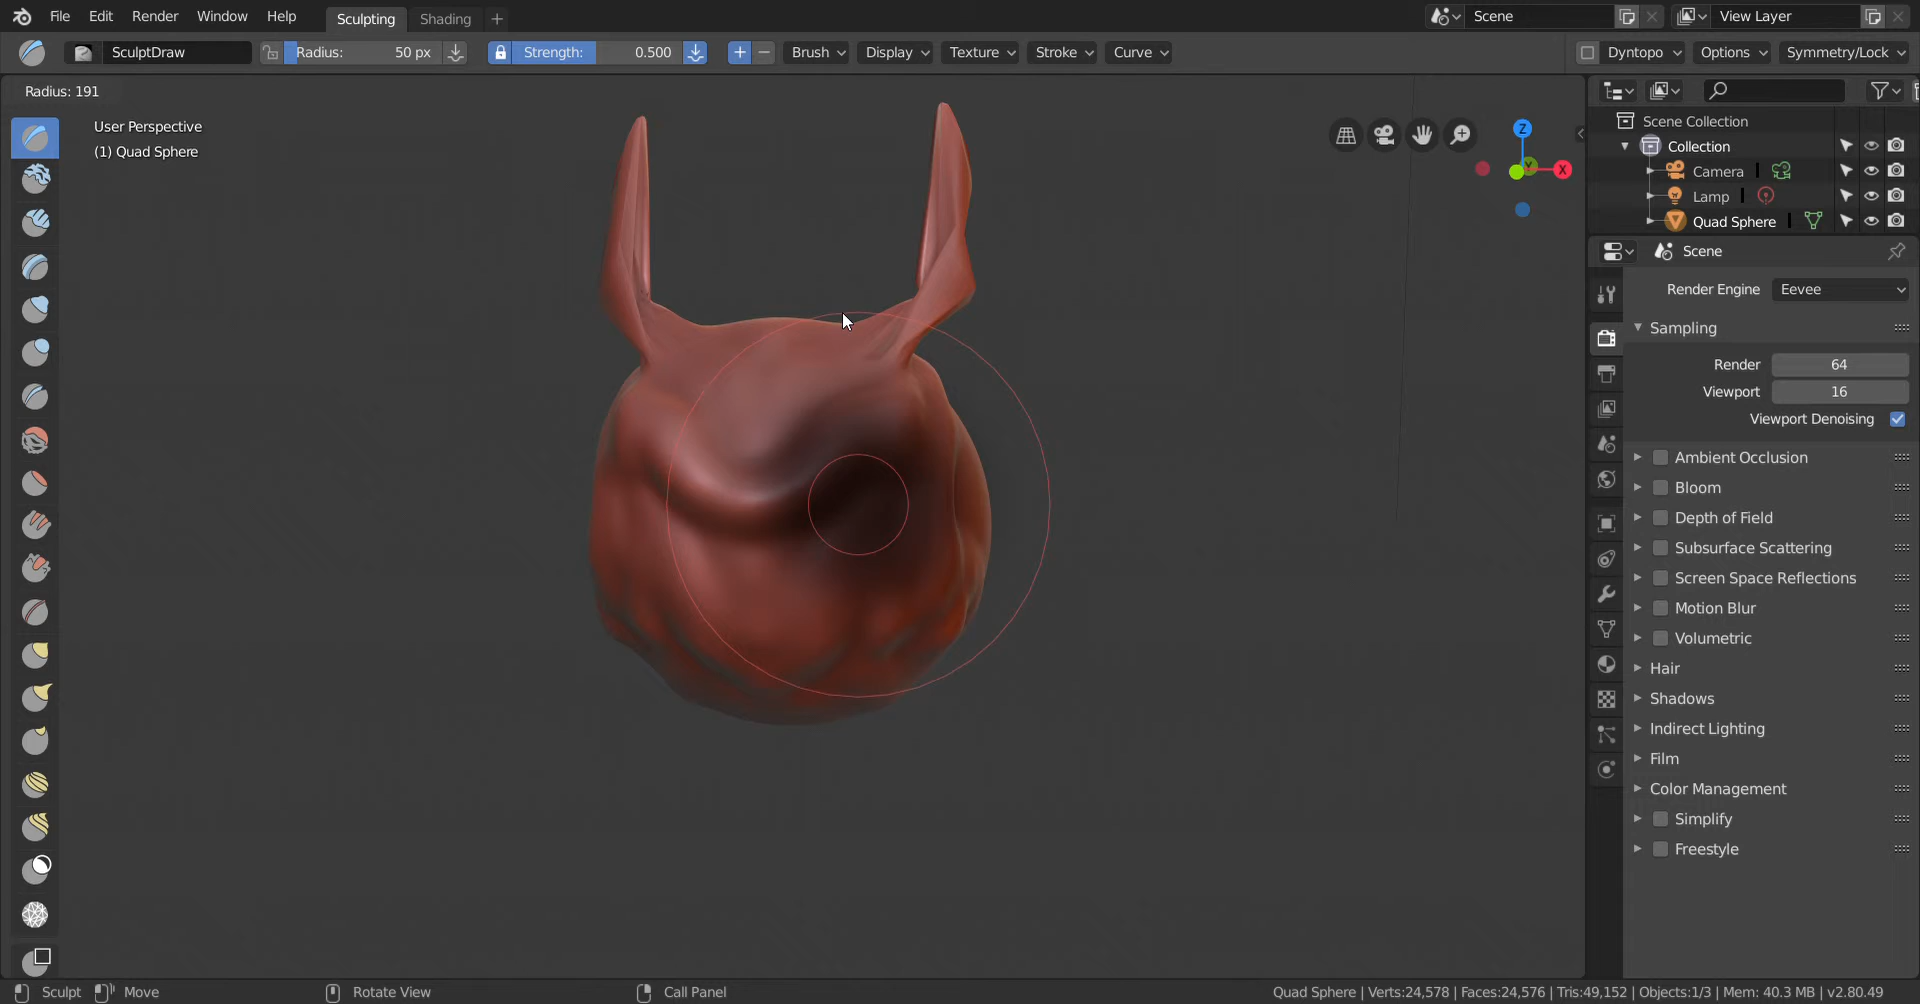 File Edit Render Window Help Sculpting Shading + Scene View Layer
SculptDraw Radius: 50 px Strength: 0.500 + − Brush Display Texture Stroke Curve Dyntopo Options Symmetry/Lock
Radius: 191
User Perspective
(1) Quad Sphere
Z
Y
X
Scene Collection
Collection
Camera
Lamp
Quad Sphere
Scene
Render Engine Eevee
Sampling
Render 64
Viewport 16
Viewport Denoising
Ambient Occlusion
Bloom
Depth of Field
Subsurface Scattering
Screen Space Reflections
Motion Blur
Volumetric
Hair
Shadows
Indirect Lighting
Film
Color Management
Simplify
Freestyle
Sculpt Move Rotate View Call Panel Quad Sphere | Verts:24,578 | Faces:24,576 | Tris:49,152 | Objects:1/3 | Mem: 40.3 MB | v2.80.49